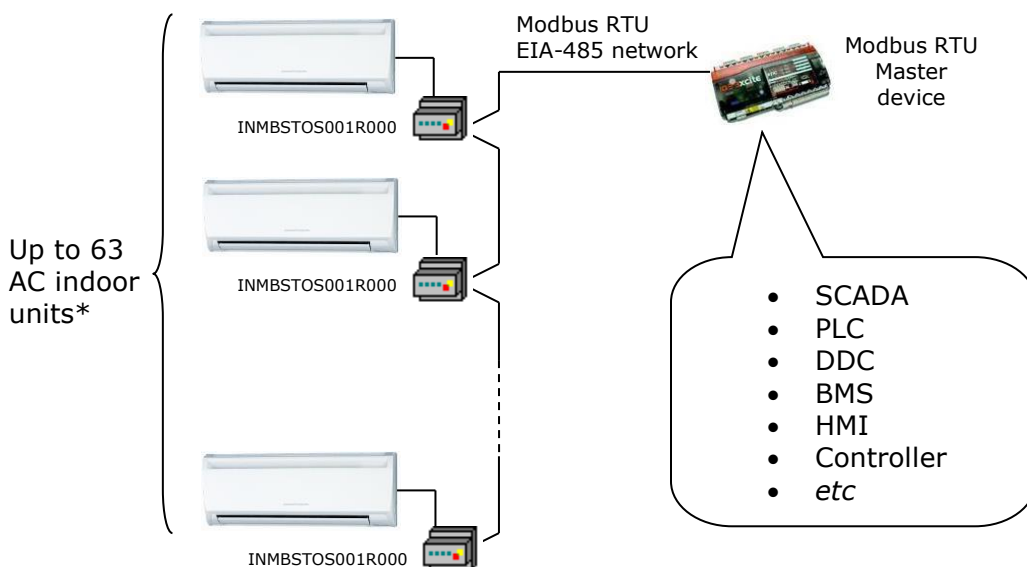 Modbus RTU
EIA-485 network
Modbus RTU
Master
device
INMBSTOS001R000
INMBSTOS001R000
Up to 63
AC indoor
units*
• SCADA
• PLC
• DDC
• BMS
• HMI
• Controller
• etc
INMBSTOS001R000